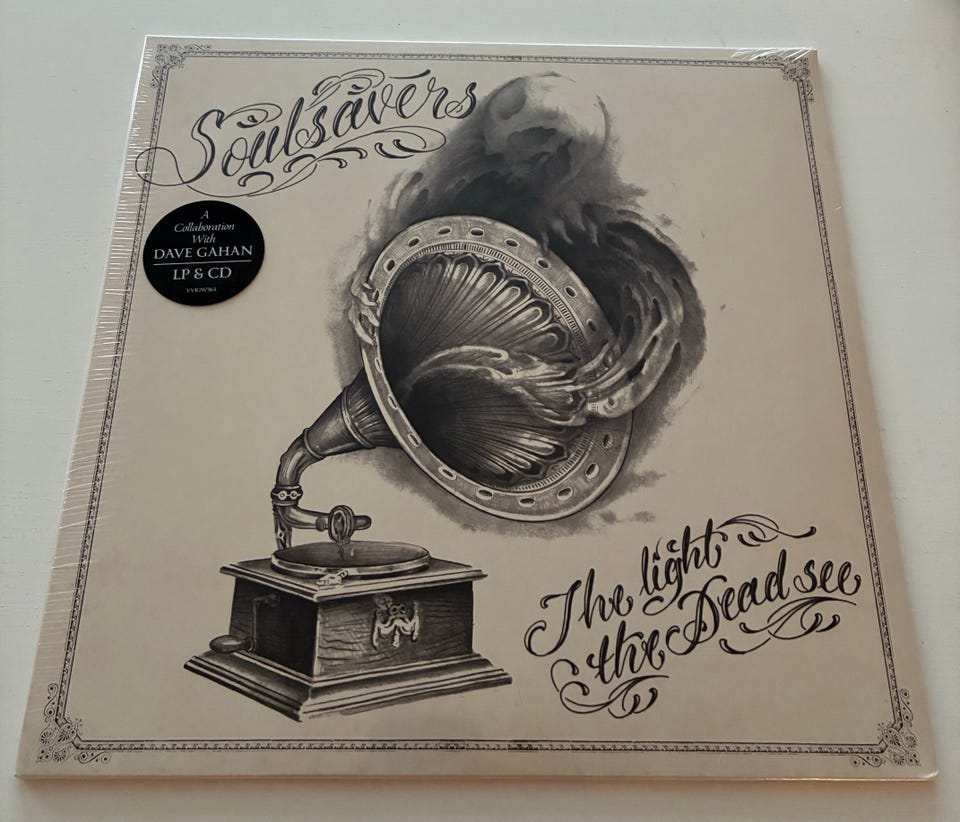 Soulsavers
A
Collaboration
With
DAVE GAHAN
LP & CD
The light
the Dead see